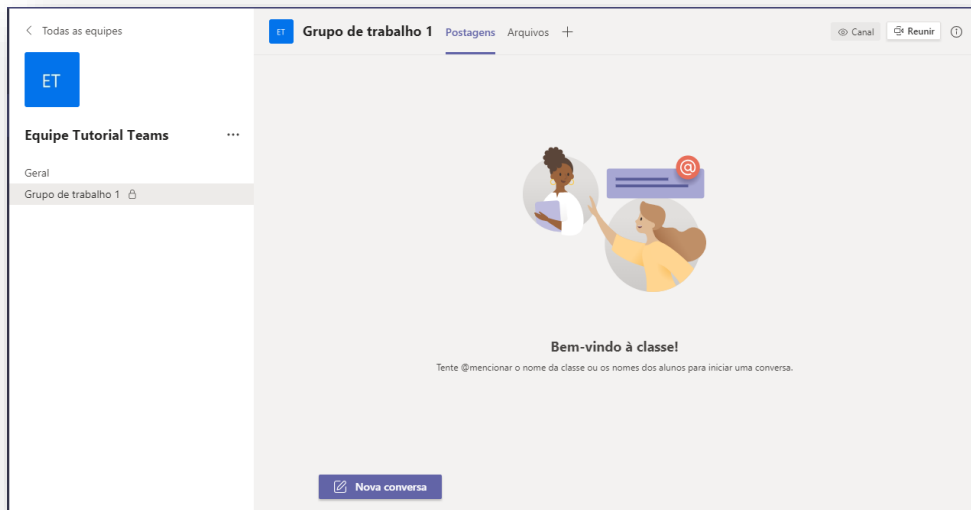 Todas as equipes
ET
Equipe Tutorial Teams
Geral
Grupo de trabalho 1
ET Grupo de trabalho 1 Postagens Arquivos + Canal Reunir
@
Bem-vindo à classe!
Tente @mencionar o nome da classe ou os nomes dos alunos para iniciar uma conversa.
Nova conversa